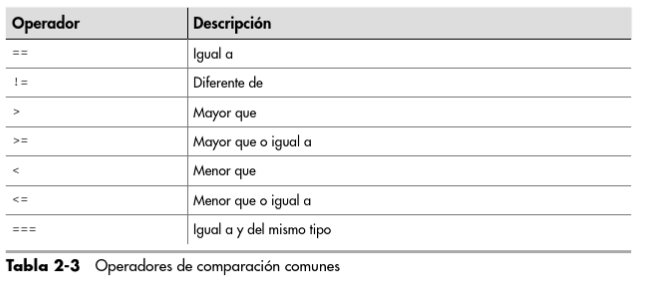 Operador Descripción
== Igual a
!= Diferente de
> Mayor que
>= Mayor que o igual a
< Menor que
<= Menor que o igual a
=== Igual a y del mismo tipo
Tabla 2-3 Operadores de comparación comunes